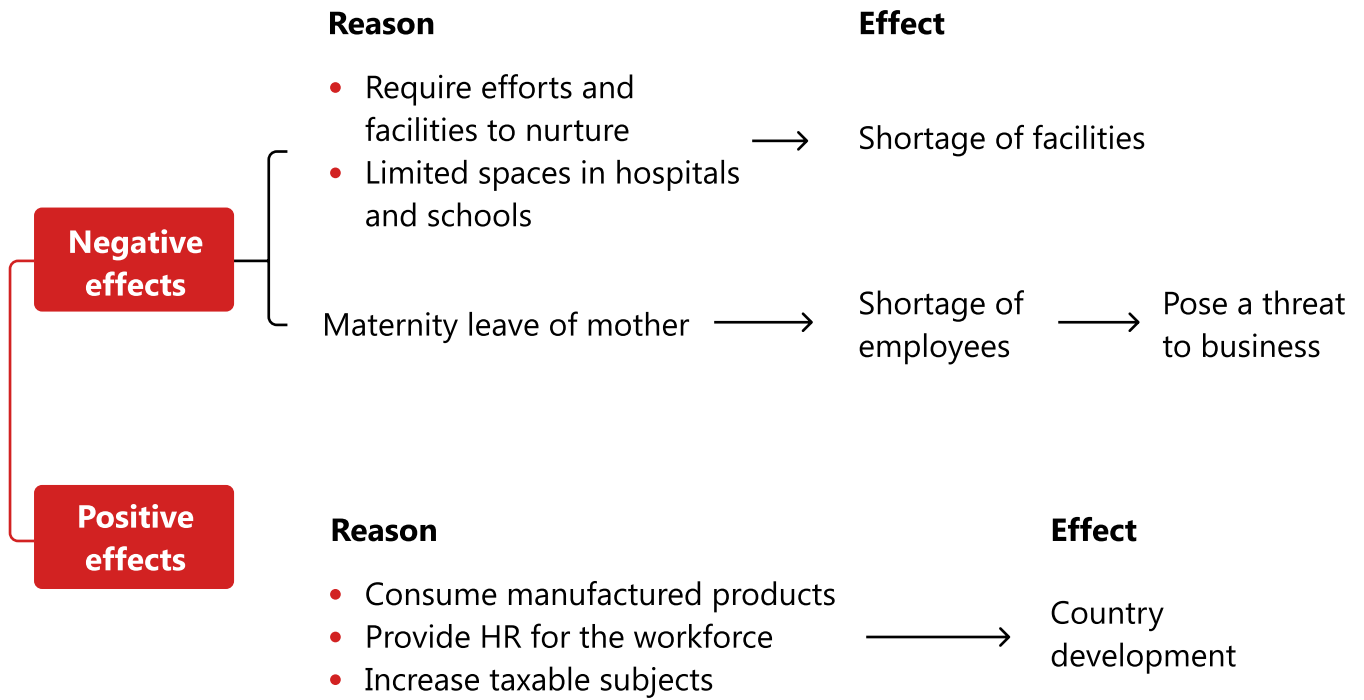 Reason
Effect
Require efforts and
facilities to nurture
Limited spaces in hospitals
and schools
Shortage of facilities
Negative
effects
Maternity leave of mother
Shortage of
employees
Pose a threat
to business
Positive
effects
Reason
Effect
Consume manufactured products
Provide HR for the workforce
Increase taxable subjects
Country
development